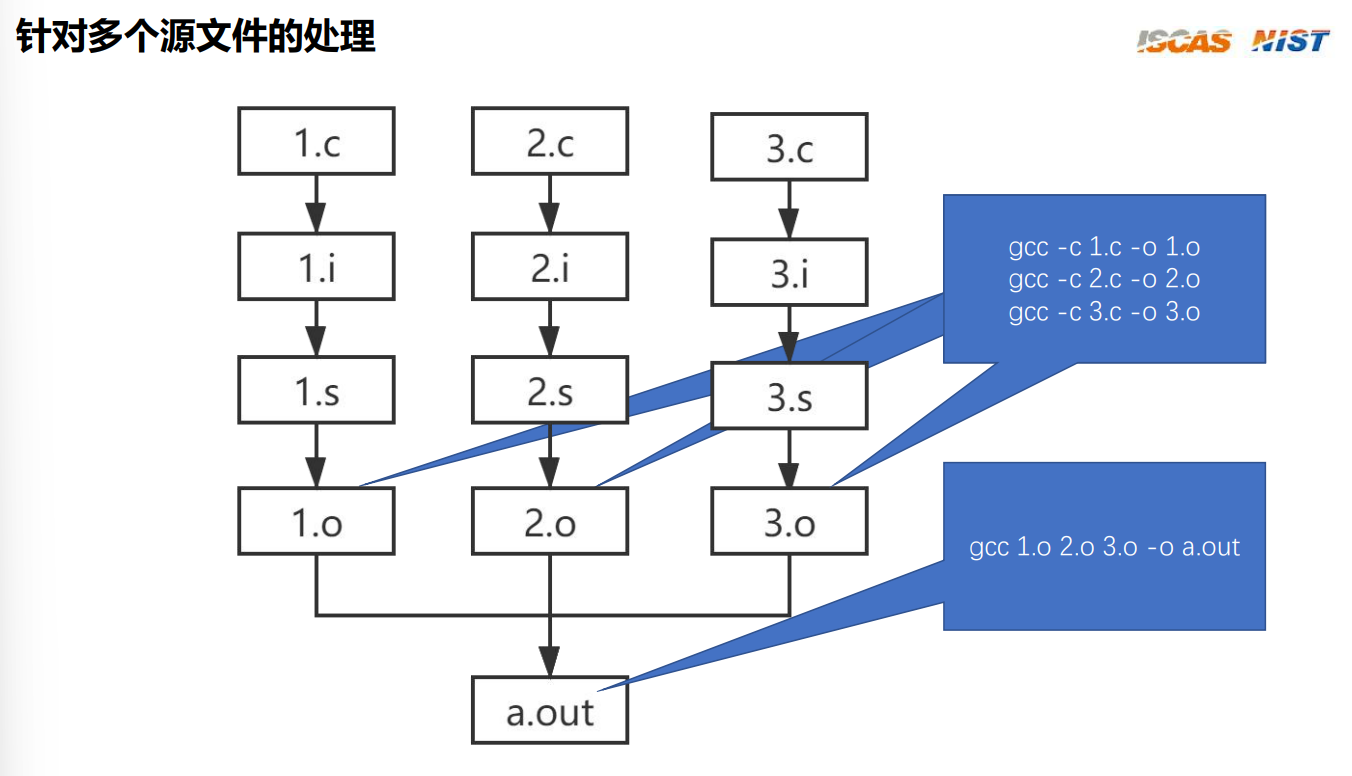 针对多个源文件的处理
ISCAS NIST
1.c
2.c
3.c
1.i
2.i
3.i
gcc -c 1.c -o 1.o
gcc -c 2.c -o 2.o
gcc -c 3.c -o 3.o
1.s
2.s
3.s
1.o
2.o
3.o
gcc 1.o 2.o 3.o -o a.out
a.out